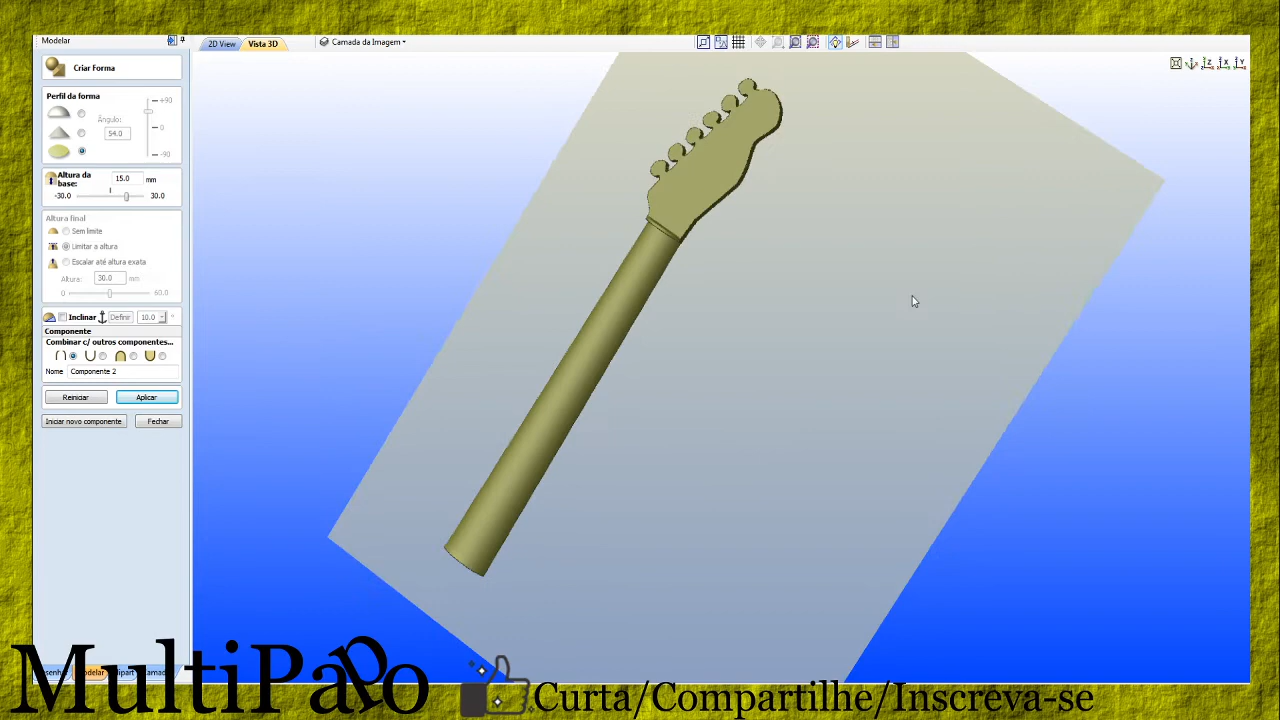 Modelar
2D View
Vista 3D
Camada da Imagem
Criar Forma
Perfil da forma
Ângulo:
54.0
+90
0
-90
Altura da base:
15.0 mm
-30.0
30.0
Altura final
Sem limite
Limitar a altura
Escalar até altura exata
Altura: 30.0 mm
0
60.0
Inclinar
Definir
10.0 °
Componente
Combinar c/ outros componentes...
Nome
Componente 2
Reiniciar
Aplicar
Iniciar novo componente
Fechar
Curta/Compartilhe/Inscreva-se